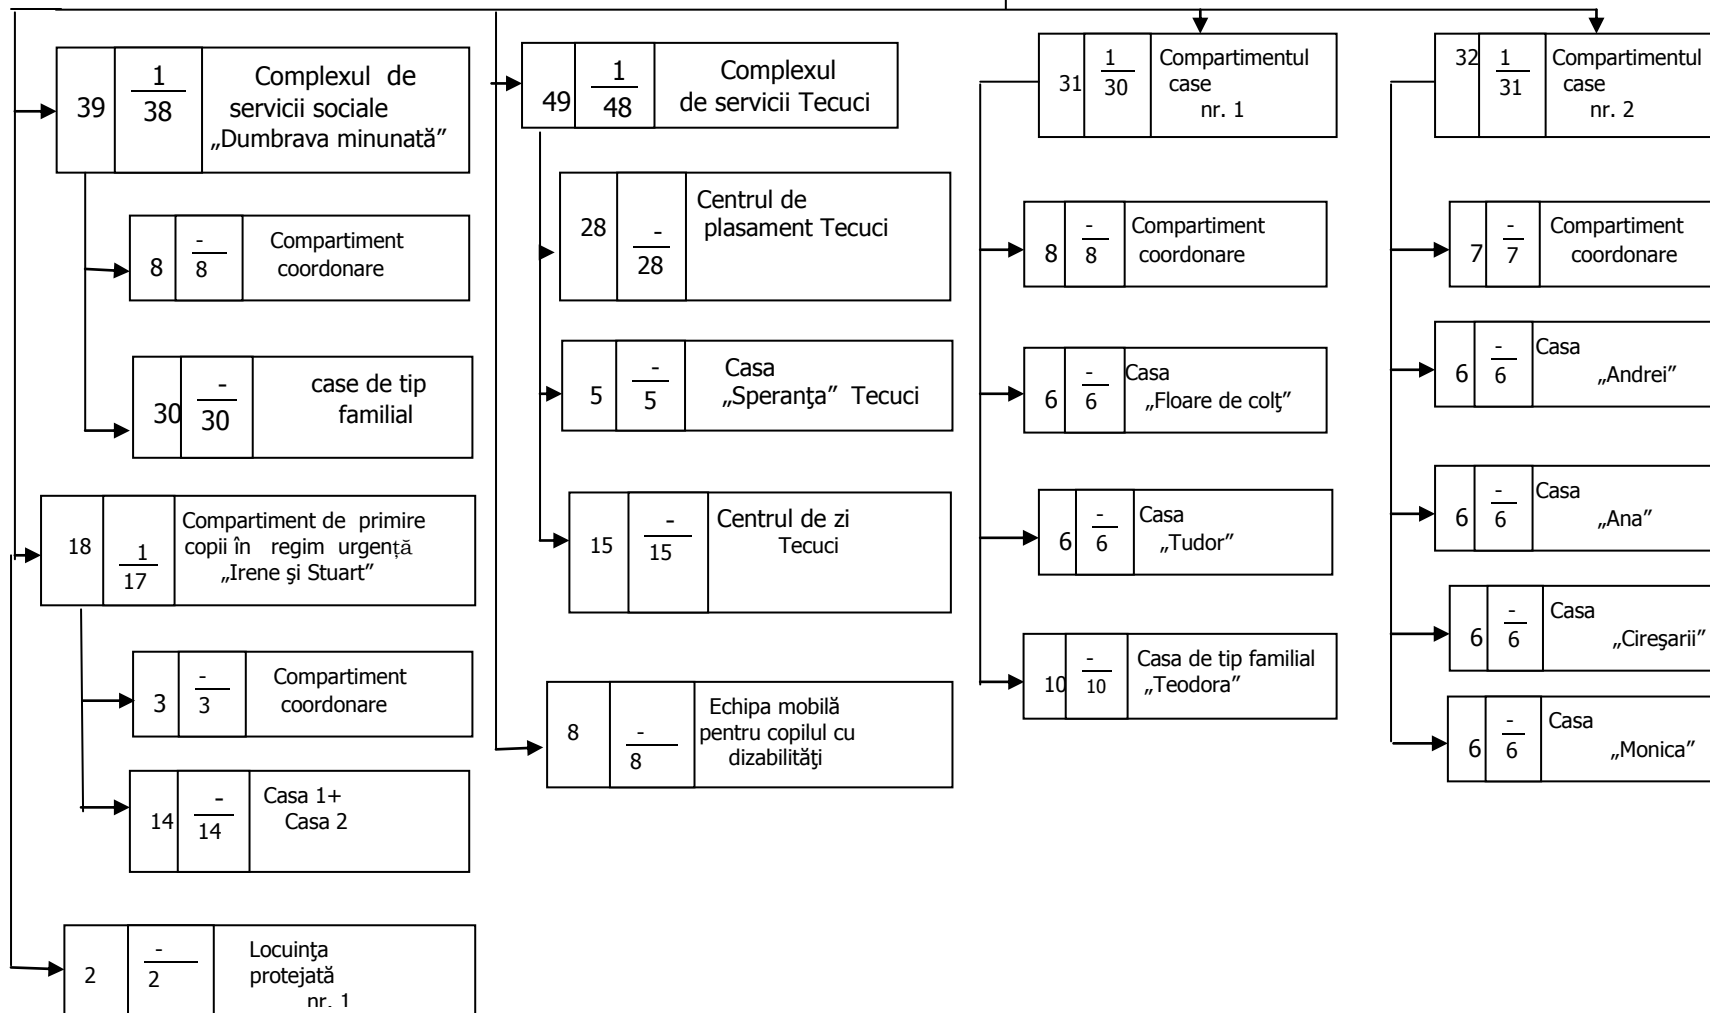 39
1
38
Complexul de
servicii sociale
„Dumbrava minunată”
8
-
8
Compartiment
coordonare
30
-
30
case de tip
familial
18
1
17
Compartiment de primire
copii în regim urgență
„Irene şi Stuart”
3
-
3
Compartiment
coordonare
14
-
14
Casa 1+
Casa 2
2
-
2
Locuinţa
protejată
nr. 1
49
1
48
Complexul
de servicii Tecuci
28
-
28
Centrul de
plasament Tecuci
5
-
5
Casa
„Speranţa” Tecuci
15
-
15
Centrul de zi
Tecuci
8
-
8
Echipa mobilă
pentru copilul cu
dizabilităţi
31
1
30
Compartimentul
case
nr. 1
8
-
8
Compartiment
coordonare
6
-
6
Casa
„Floare de colţ”
6
-
6
Casa
„Tudor”
10
-
10
Casa de tip familial
„Teodora”
32
1
31
Compartimentul
case
nr. 2
7
-
7
Compartiment
coordonare
6
-
6
Casa
„Andrei”
6
-
6
Casa
„Ana”
6
-
6
Casa
„Cireşarii”
6
-
6
Casa
„Monica”